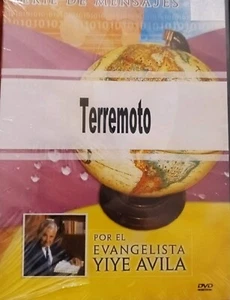 SERIE DE MENSAJES
Terremoto
POR EL
EVANGELISTA
YIYE AVILA
DVD